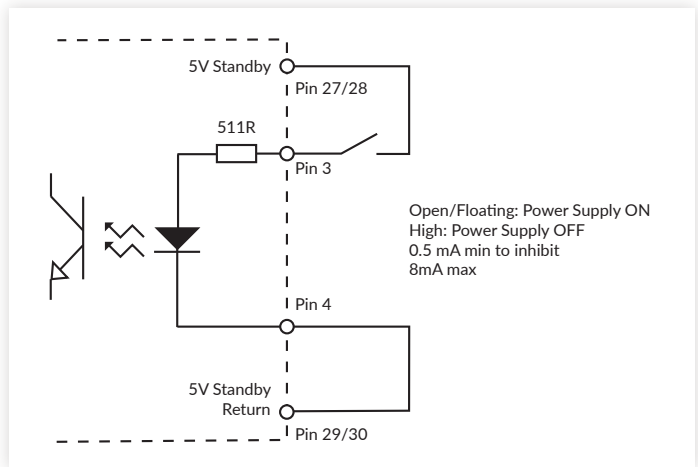 5V Standby
Pin 27/28
511R
Pin 3
Open/Floating: Power Supply ON
High: Power Supply OFF
0.5 mA min to inhibit
8mA max
Pin 4
5V Standby
Return
Pin 29/30